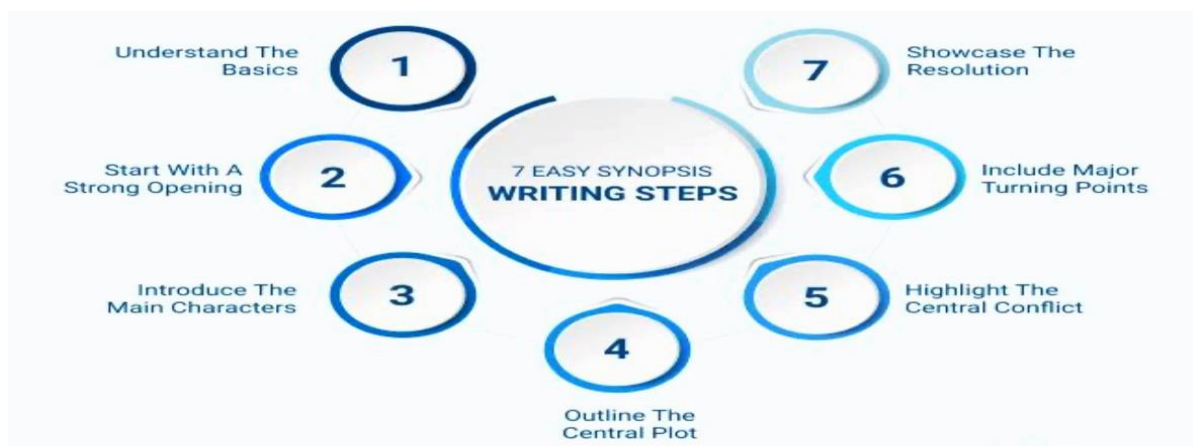 7 EASY SYNOPSIS
WRITING STEPS
1
Understand The
Basics
2
Start With A
Strong Opening
3
Introduce The
Main Characters
4
Outline The
Central Plot
5
Highlight The
Central Conflict
6
Include Major
Turning Points
7
Showcase The
Resolution